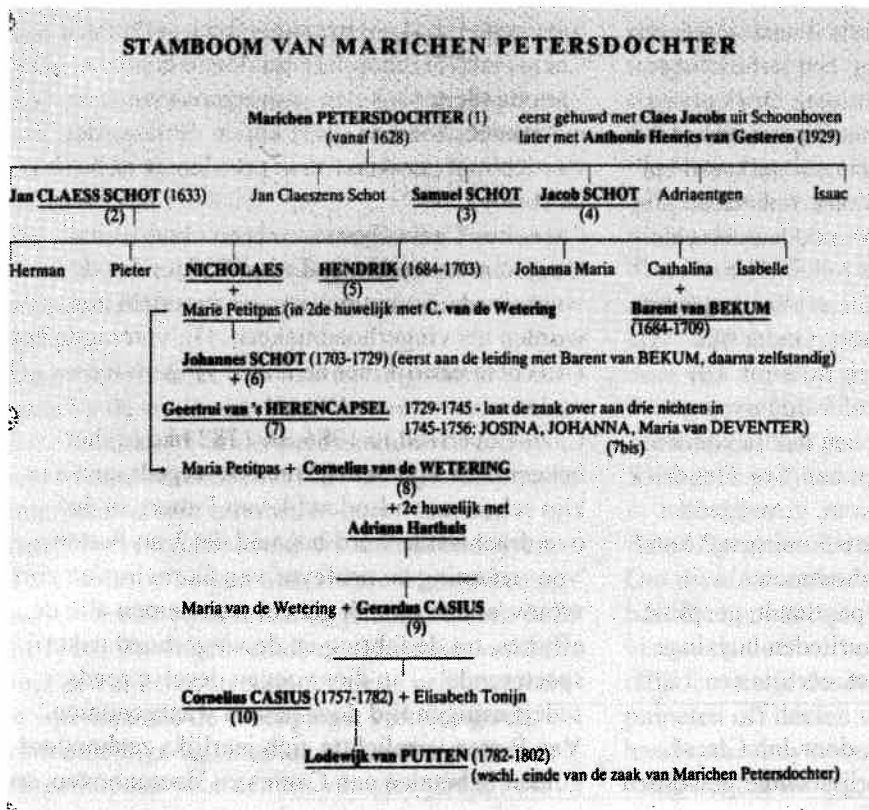 STAMBOOM VAN MARICHEN PETERSDOCHTER
Marichen PETERSDOCHTER (1) eerst gehuwd met Claes Jacobs uit Schoonhoven
(vanaf 1628) later met Anthonis Henrics van Gesteren (1929)
Jan CLAESS SCHOT (1633) Jan Claeszens Schot Samuel SCHOT Jacob SCHOT Adriaentgen Isaac
(2) (3) (4)
Herman Pieter NICHOLAES HENDRIK (1684-1703) Johanna Maria Cathalina Isabelle
+ (5) +
Marie Petitpas (in 2de huwelijk met C. van de Wetering Barent van BEKUM
(1684-1709)
Johannes SCHOT (1703-1729) (eerst aan de leiding met Barent van BEKUM, daarna zelfstandig)
+ (6)
Geertrui van 's HERENCAPSEL 1729-1745 - laat de zaak over aan drie nichten in
(7) 1745-1756: JOSINA, JOHANNA, Maria van DEVENTER)
(7bis)
Maria Petitpas + Cornelius van de WETERING
(8)
+ 2e huwelijk met
Adriana Harthals
Maria van de Wetering + Gerardus CASIUS
(9)
Cornelius CASIUS (1757-1782) + Elisabeth Tonijn
(10)
Lodewijk van PUTTEN (1782-1802)
(wschl. einde van de zaak van Marichen Petersdochter)